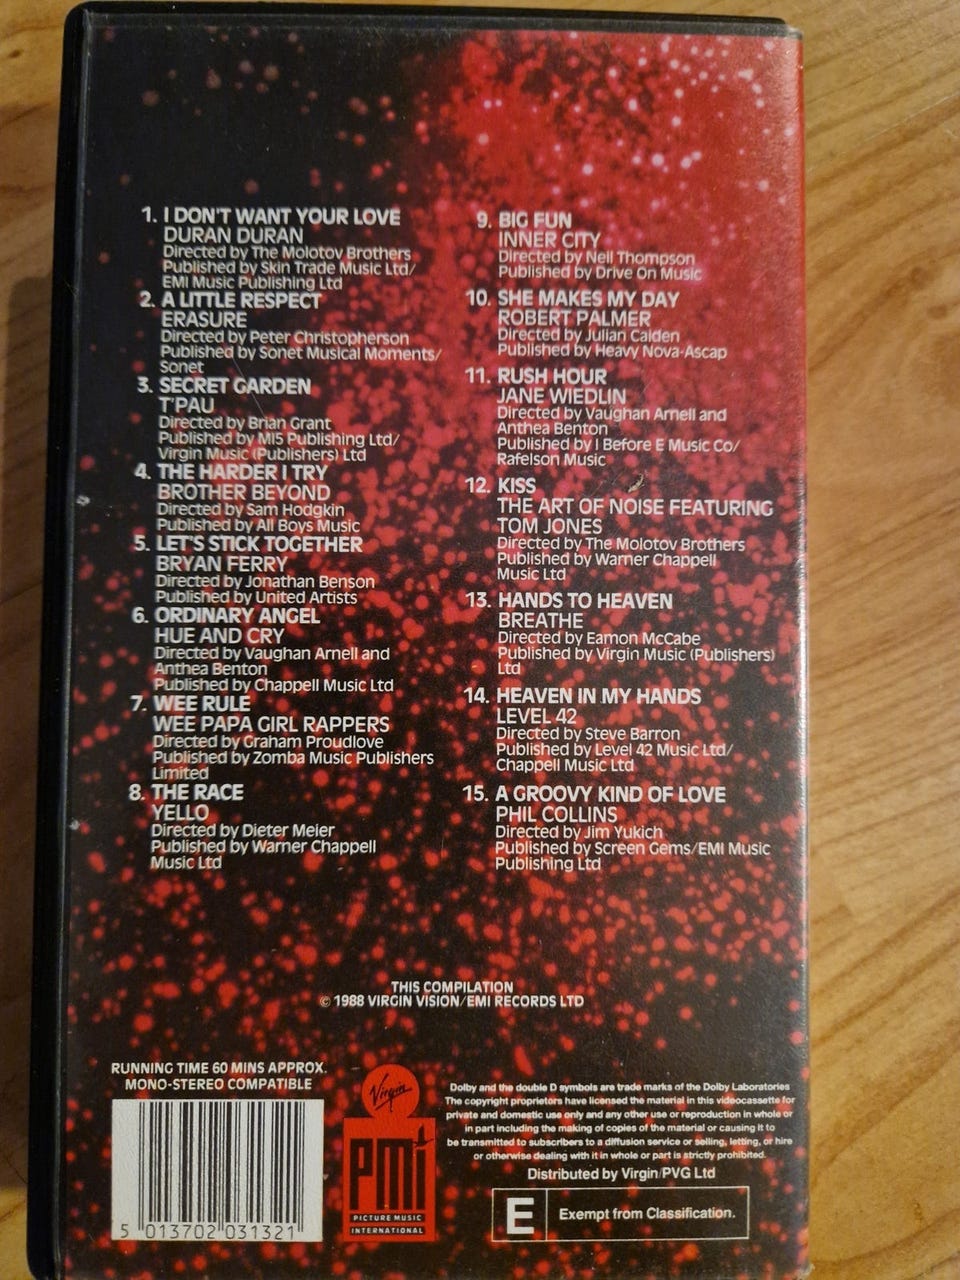 1. I DON'T WANT YOUR LOVE
DURAN DURAN
Directed by The Molotov Brothers
Published by Skin Trade Music Ltd/
EMI Music Publishing Ltd
2. A LITTLE RESPECT
ERASURE
Directed by Peter Christopherson
Published by Sonet Musical Moments/
Sonet
3. SECRET GARDEN
T'PAU
Directed by Brian Grant
Published by MI5 Publishing Ltd/
Virgin Music (Publishers) Ltd
4. THE HARDER I TRY
BROTHER BEYOND
Directed by Sam Hodgkin
Published by All Boys Music
5. LET'S STICK TOGETHER
BRYAN FERRY
Directed by Jonathan Benson
Published by United Artists
6. ORDINARY ANGEL
HUE AND CRY
Directed by Vaughan Arnell and
Anthea Benton
Published by Chappell Music Ltd
7. WEE RULE
WEE PAPA GIRL RAPPERS
Directed by Graham Proudlove
Published by Zomba Music Publishers
Limited
8. THE RACE
YELLO
Directed by Dieter Meier
Published by Warner Chappell
Music Ltd
9. BIG FUN
INNER CITY
Directed by Neil Thompson
Published by Drive On Music
10. SHE MAKES MY DAY
ROBERT PALMER
Directed by Julian Caiden
Published by Heavy Nova-Ascap
11. RUSH HOUR
JANE WIEDLIN
Directed by Vaughan Arnell and
Anthea Benton
Published by I Before E Music Co/
Rafelson Music
12. KISS
THE ART OF NOISE FEATURING
TOM JONES
Directed by The Molotov Brothers
Published by Warner Chappell
Music Ltd
13. HANDS TO HEAVEN
BREATHE
Directed by Eamon McCabe
Published by Virgin Music (Publishers)
Ltd
14. HEAVEN IN MY HANDS
LEVEL 42
Directed by Steve Barron
Published by Level 42 Music Ltd/
Chappell Music Ltd
15. A GROOVY KIND OF LOVE
PHIL COLLINS
Directed by Jim Yukich
Published by Screen Gems/EMI Music
Publishing Ltd
THIS COMPILATION
© 1988 VIRGIN VISION/EMI RECORDS LTD
RUNNING TIME 60 MINS APPROX.
MONO-STEREO COMPATIBLE
5 013702 031321
Virgin
PMI
PICTURE MUSIC
INTERNATIONAL
Dolby and the double D symbols are trade marks of the Dolby Laboratories
The copyright proprietors have licensed the material in this videocassette for
private and domestic use only and any other use or reproduction in whole or
in part including the making of copies of the material or causing it to
be transmitted to subscribers to a diffusion service or selling, letting, or hire
or otherwise dealing with it in whole or part is strictly prohibited.
Distributed by Virgin/PVG Ltd
E Exempt from Classification.